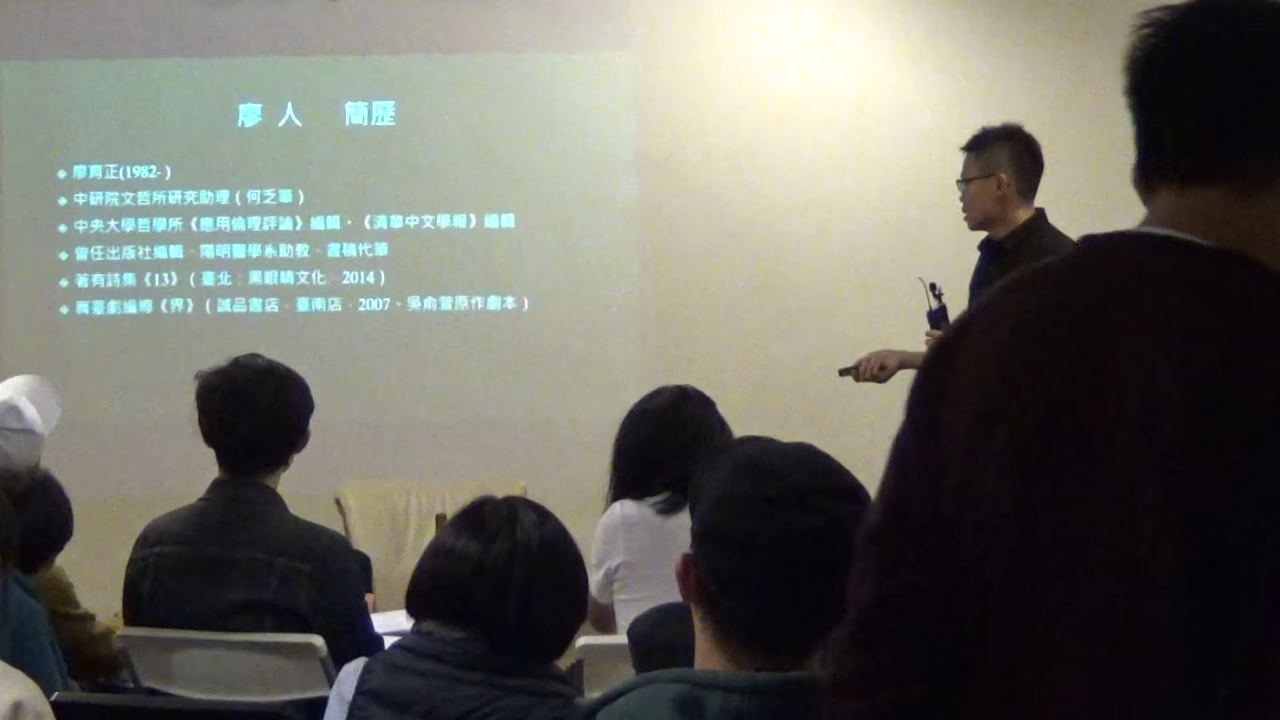 廖人 簡歷
廖育正(1982- )
中研院文哲所研究助理(何乏筆)
中央大學哲學所《應用倫理評論》編輯，《清華中文學報》編輯
曾任出版社編輯、陽明醫學系助教、書稿代筆
著有詩集《13》(臺北：黑眼睛文化，2014)
舞臺劇編導《界》(誠品書店，臺南店，2007，吳俞萱原作劇本)